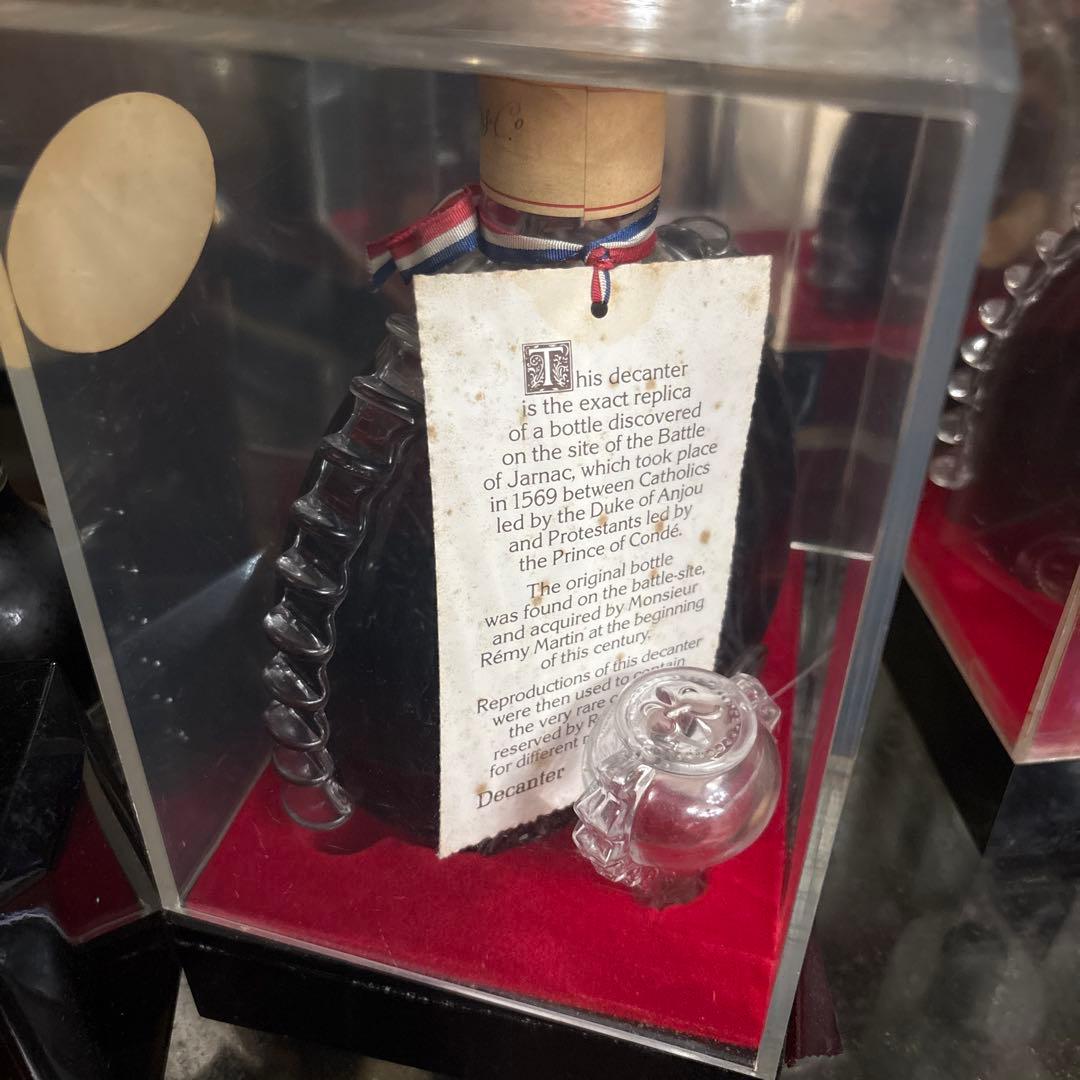 & Co
This decanter
is the exact replica
of a bottle discovered
on the site of the Battle
of Jarnac, which took place
in 1569 between Catholics
led by the Duke of Anjou
and Protestants led by
the Prince of Condé.
The original bottle
was found on the battle-site,
and acquired by Monsieur
Rémy Martin at the beginning
of this century.
Reproductions of this decanter
were then used to contain
the very rare
reserved by R
for different
Decanter